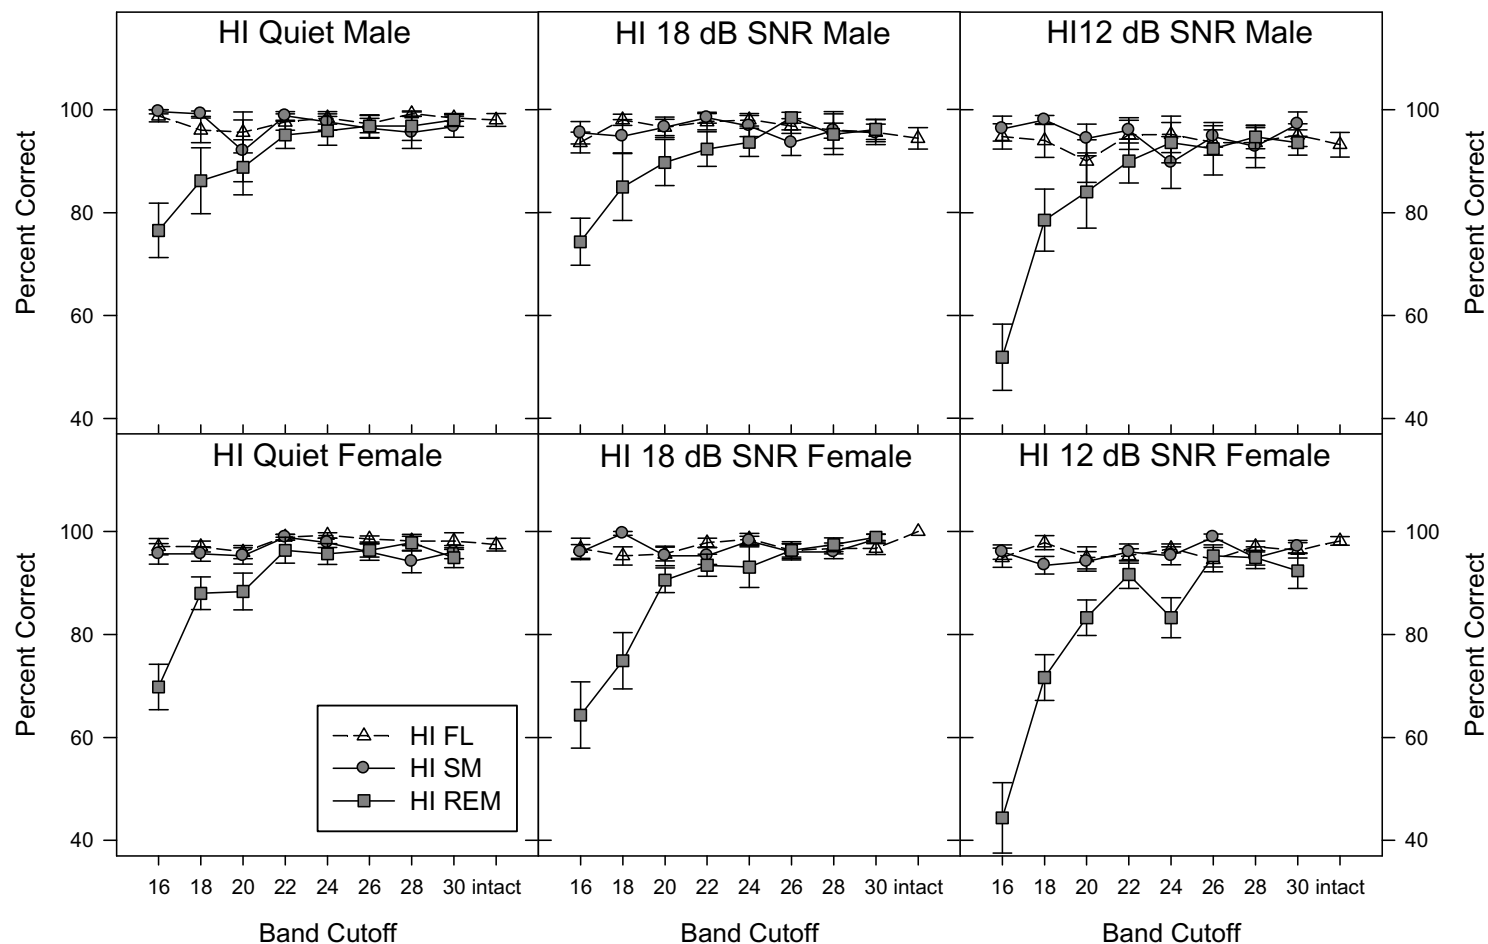 HI Quiet Male
HI 18 dB SNR Male
HI12 dB SNR Male
Percent Correct
100
80
60
40
100
80
60
40
Percent Correct
HI Quiet Female
HI 18 dB SNR Female
HI 12 dB SNR Female
Percent Correct
100
80
60
40
100
80
60
40
Percent Correct
HI FL
HI SM
HI REM
16 18 20 22 24 26 28 30 intact
16 18 20 22 24 26 28 30 intact
16 18 20 22 24 26 28 30 intact
Band Cutoff
Band Cutoff
Band Cutoff